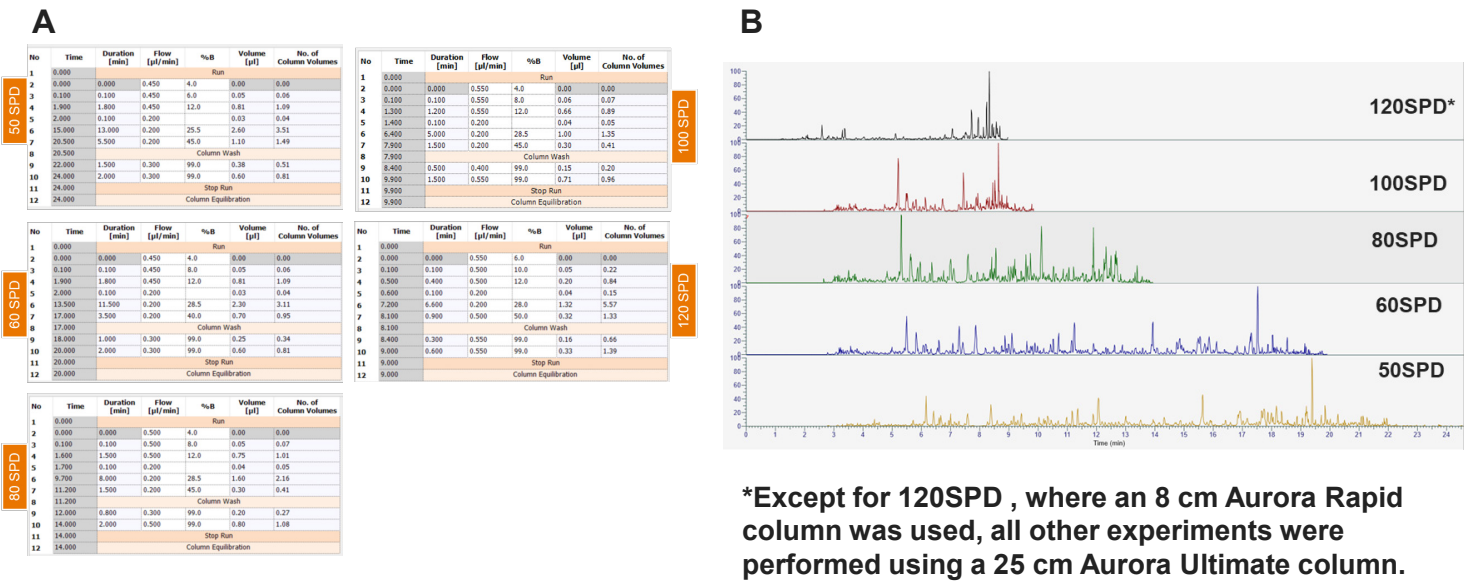 A
50 SPD
No Time Duration [min] Flow [µl/min] %B Volume [µl] No. of Column Volumes
1 0.000 Run
2 0.000 0.000 0.450 4.0 0.00 0.00
3 0.100 0.100 0.450 6.0 0.05 0.06
4 1.900 1.800 0.450 12.0 0.81 1.09
5 2.000 0.100 0.200 0.03 0.04
6 15.000 13.000 0.200 25.5 2.60 3.51
7 20.500 5.500 0.200 45.0 1.10 1.49
8 20.500 Column Wash
9 22.000 1.500 0.300 99.0 0.38 0.51
10 24.000 2.000 0.300 99.0 0.60 0.81
11 24.000 Stop Run
12 24.000 Column Equilibration
100 SPD
No Time Duration [min] Flow [µl/min] %B Volume [µl] No. of Column Volumes
1 0.000 Run
2 0.000 0.000 0.550 4.0 0.00 0.00
3 0.100 0.100 0.550 8.0 0.06 0.07
4 1.300 1.200 0.550 12.0 0.66 0.89
5 1.400 0.100 0.200 0.04 0.05
6 6.400 5.000 0.200 28.5 1.00 1.35
7 7.900 1.500 0.200 45.0 0.30 0.41
8 7.900 Column Wash
9 8.400 0.500 0.400 99.0 0.15 0.20
10 9.900 1.500 0.550 99.0 0.71 0.96
11 9.900 Stop Run
12 9.900 Column Equilibration
60 SPD
No Time Duration [min] Flow [µl/min] %B Volume [µl] No. of Column Volumes
1 0.000 Run
2 0.000 0.000 0.450 4.0 0.00 0.00
3 0.100 0.100 0.450 8.0 0.05 0.06
4 1.900 1.800 0.450 12.0 0.81 1.09
5 2.000 0.100 0.200 0.03 0.04
6 13.500 11.500 0.200 28.5 2.30 3.11
7 17.000 3.500 0.200 40.0 0.70 0.95
8 17.000 Column Wash
9 18.000 1.000 0.300 99.0 0.25 0.34
10 20.000 2.000 0.300 99.0 0.60 0.81
11 20.000 Stop Run
12 20.000 Column Equilibration
120 SPD
No Time Duration [min] Flow [µl/min] %B Volume [µl] No. of Column Volumes
1 0.000 Run
2 0.000 0.000 0.550 6.0 0.00 0.00
3 0.100 0.100 0.500 10.0 0.05 0.22
4 0.500 0.400 0.500 12.0 0.20 0.84
5 0.600 0.100 0.200 0.04 0.15
6 7.200 6.600 0.200 28.0 1.32 5.57
7 8.100 0.900 0.500 50.0 0.32 1.33
8 8.100 Column Wash
9 8.400 0.300 0.550 99.0 0.16 0.66
10 9.000 0.600 0.550 99.0 0.33 1.39
11 9.000 Stop Run
12 9.000 Column Equilibration
80 SPD
No Time Duration [min] Flow [µl/min] %B Volume [µl] No. of Column Volumes
1 0.000 Run
2 0.000 0.000 0.500 4.0 0.00 0.00
3 0.100 0.100 0.500 8.0 0.05 0.07
4 1.600 1.500 0.500 12.0 0.75 1.01
5 1.700 0.100 0.200 0.04 0.05
6 9.700 8.000 0.200 28.5 1.60 2.16
7 11.200 1.500 0.200 45.0 0.30 0.41
8 11.200 Column Wash
9 12.000 0.800 0.300 99.0 0.20 0.27
10 14.000 2.000 0.500 99.0 0.80 1.08
11 14.000 Stop Run
12 14.000 Column Equilibration
B
100
80
60
40
20
120SPD*
100
80
60
40
20
100SPD
100
80
60
40
20
80SPD
100
80
60
40
20
60SPD
100
80
60
40
20
0
50SPD
0 1 2 3 4 5 6 7 8 9 10 11 12 13 14 15 16 17 18 19 20 21 22 23 24
Time (min)
*Except for 120SPD , where an 8 cm Aurora Rapid
column was used, all other experiments were
performed using a 25 cm Aurora Ultimate column.